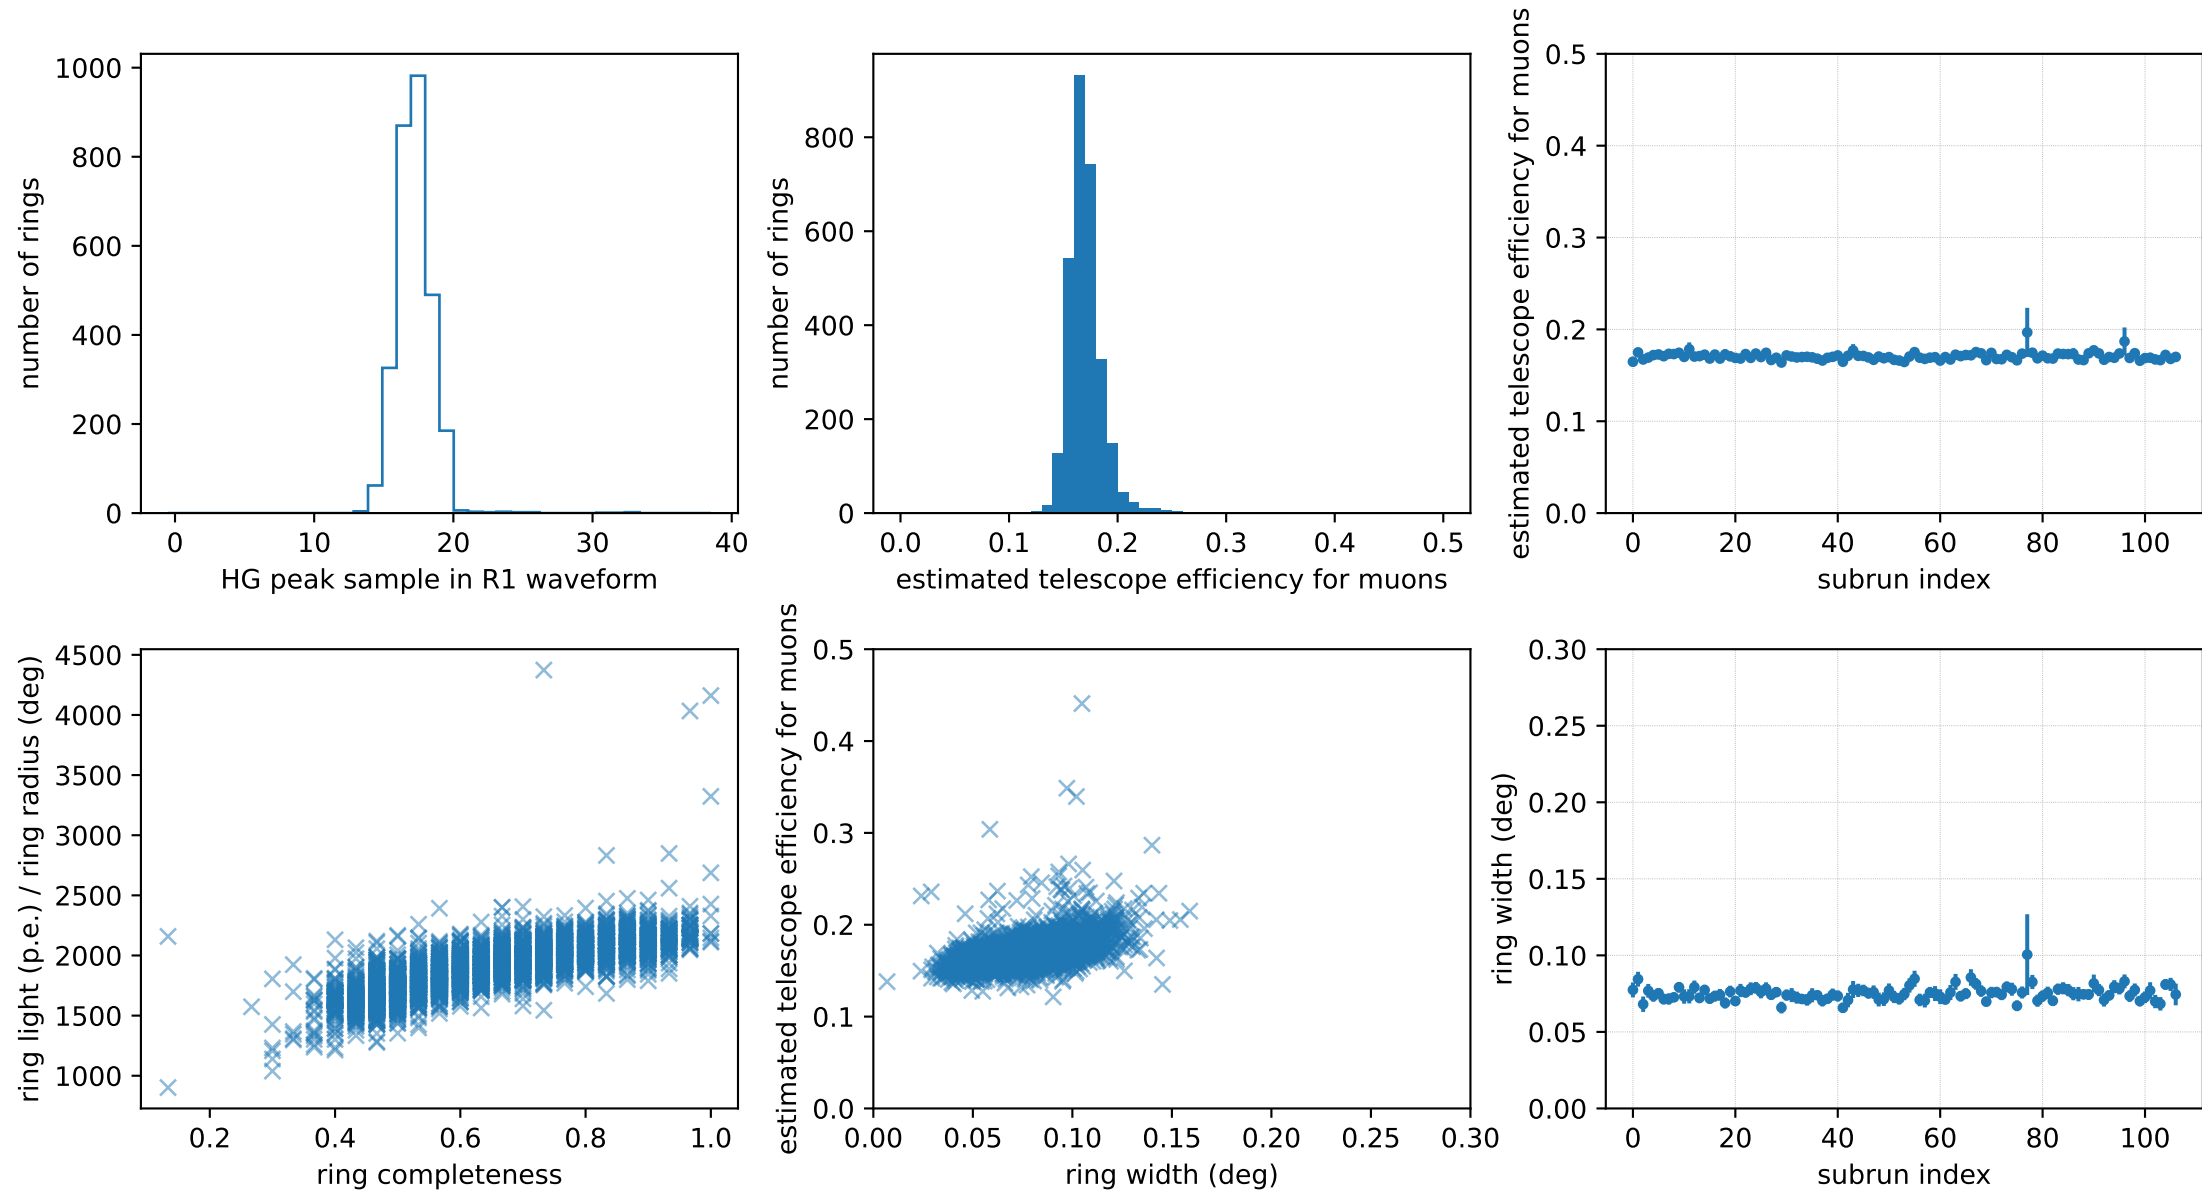 number of rings
1000
800
600
400
200
0
0 10 20 30 40
HG peak sample in R1 waveform
number of rings
800
600
400
200
0
0.0 0.1 0.2 0.3 0.4 0.5
estimated telescope efficiency for muons
estimated telescope efficiency for muons
0.5
0.4
0.3
0.2
0.1
0.0
0 20 40 60 80 100
subrun index
ring light (p.e.) / ring radius (deg)
4500
4000
3500
3000
2500
2000
1500
1000
0.2 0.4 0.6 0.8 1.0
ring completeness
estimated telescope efficiency for muons
0.5
0.4
0.3
0.2
0.1
0.0
0.00 0.05 0.10 0.15 0.20 0.25 0.30
ring width (deg)
ring width (deg)
0.30
0.25
0.20
0.15
0.10
0.05
0.00
0 20 40 60 80 100
subrun index